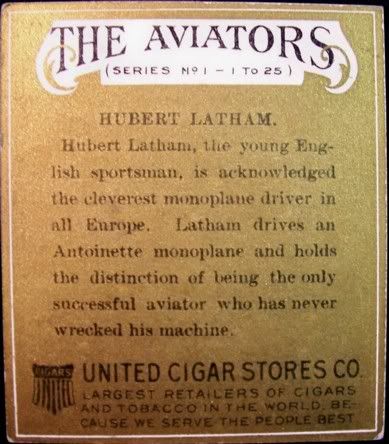 THE AVIATORS
(SERIES Nº 1 - 1 TO 25)
HUBERT LATHAM.
Hubert Latham, the young Eng-
lish sportsman, is acknowledged
the cleverest monoplane driver in
all Europe. Latham drives an
Antoinette monoplane and holds
the distinction of being the only
successful aviator who has never
wrecked his machine.
CIGARS
UNITED CIGAR STORES CO.
LARGEST RETAILERS OF CIGARS
AND TOBACCO IN THE WORLD, BE-
CAUSE WE SERVE THE PEOPLE BEST